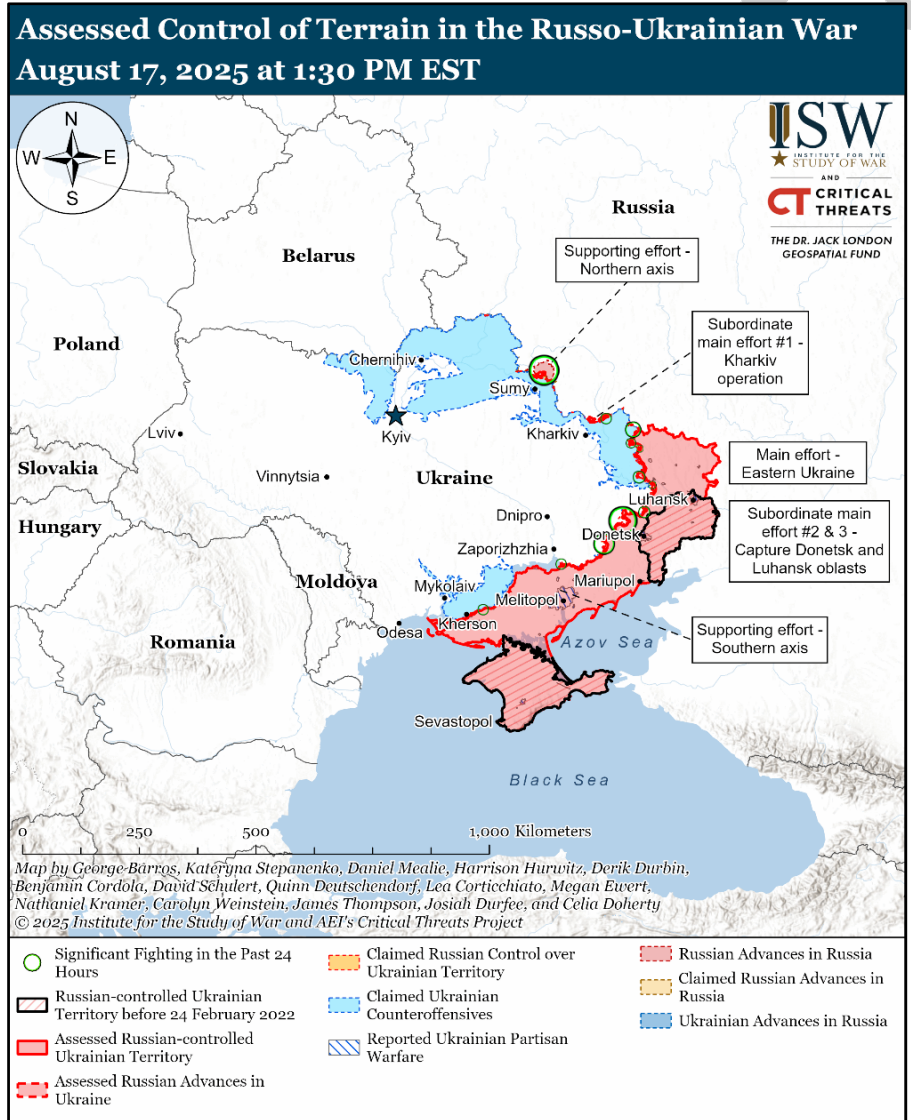 Assessed Control of Terrain in the Russo-Ukrainian War
August 17, 2025 at 1:30 PM EST
N
W
E
S
ISW
INSTITUTE FOR THE
STUDY OF WAR
AND
CT CRITICAL
THREATS
THE DR. JACK LONDON
GEOSPATIAL FUND
Russia
Belarus
Supporting effort -
Northern axis
Poland
Subordinate
main effort #1 -
Kharkiv
operation
Chernihiv
Sumy
Kyiv
Lviv
Kharkiv
Slovakia
Vinnytsia
Ukraine
Main effort -
Eastern Ukraine
Luhansk
Hungary
Dnipro
Donetsk
Subordinate main
effort #2 & 3 -
Capture Donetsk and
Luhansk oblasts
Zaporizhzhia
Moldova
Mykolaiv
Mariupol
Melitopol
Kherson
Odesa
Romania
Azov Sea
Supporting effort -
Southern axis
Sevastopol
Black Sea
0
250
500
1,000 Kilometers
Map by George Barros, Kateryna Stepanenko, Daniel Mealie, Harrison Hurwitz, Derik Durbin,
Benjamin Cordola, David Schulert, Quinn Deutschendorf, Lea Corticchiato, Megan Ewert,
Nathaniel Kramer, Carolyn Weinstein, James Thompson, Josiah Durfee, and Celia Doherty
© 2025 Institute for the Study of War and AEI's Critical Threats Project
Significant Fighting in the Past 24
Hours
Russian-controlled Ukrainian
Territory before 24 February 2022
Assessed Russian-controlled
Ukrainian Territory
Assessed Russian Advances in
Ukraine
Claimed Russian Control over
Ukrainian Territory
Claimed Ukrainian
Counteroffensives
Reported Ukrainian Partisan
Warfare
Russian Advances in Russia
Claimed Russian Advances in
Russia
Ukrainian Advances in Russia